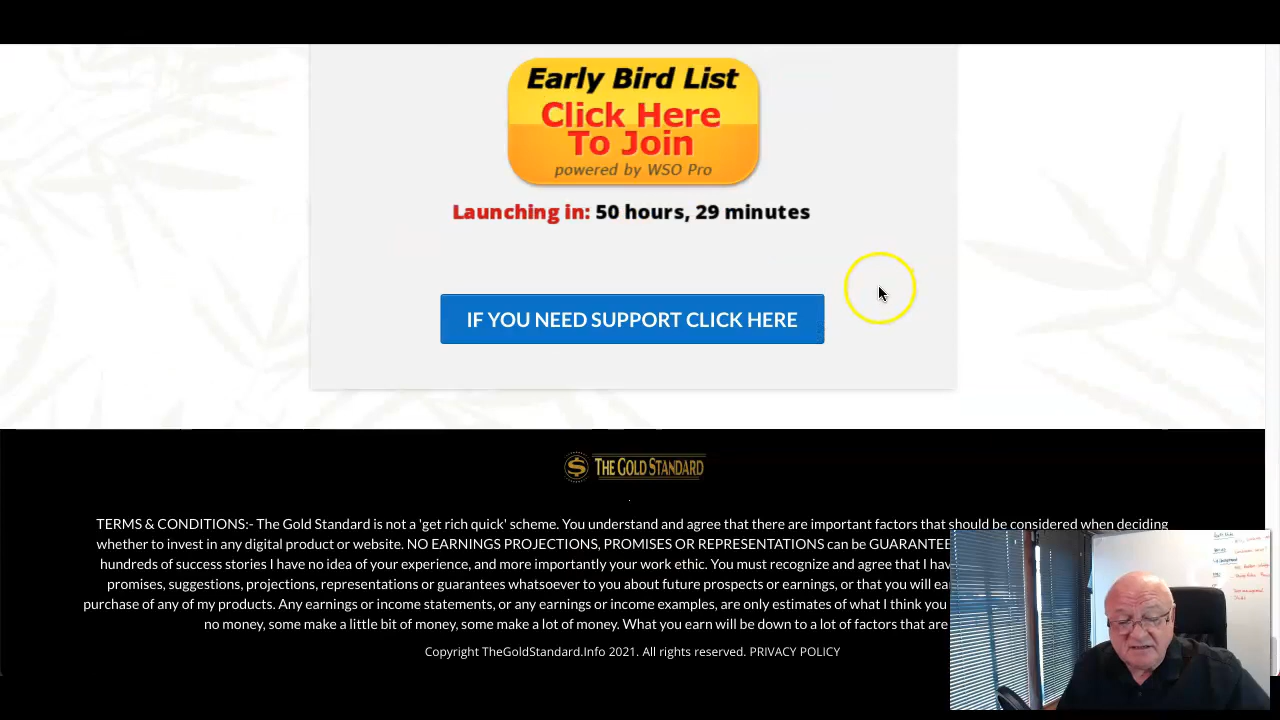 Early Bird List
Click Here
To Join
powered by WSO Pro
Launching in: 50 hours, 29 minutes
IF YOU NEED SUPPORT CLICK HERE
THE GOLD STANDARD
TERMS & CONDITIONS:- The Gold Standard is not a 'get rich quick' scheme. You understand and agree that there are important factors that should be considered when deciding
whether to invest in any digital product or website. NO EARNINGS PROJECTIONS, PROMISES OR REPRESENTATIONS can be GUARANTEE
hundreds of success stories I have no idea of your experience, and more importantly your work ethic. You must recognize and agree that I hav
promises, suggestions, projections, representations or guarantees whatsoever to you about future prospects or earnings, or that you will ea
purchase of any of my products. Any earnings or income statements, or any earnings or income examples, are only estimates of what I think you
no money, some make a little bit of money, some make a lot of money. What you earn will be down to a lot of factors that are
Copyright TheGoldStandard.Info 2021. All rights reserved. PRIVACY POLICY